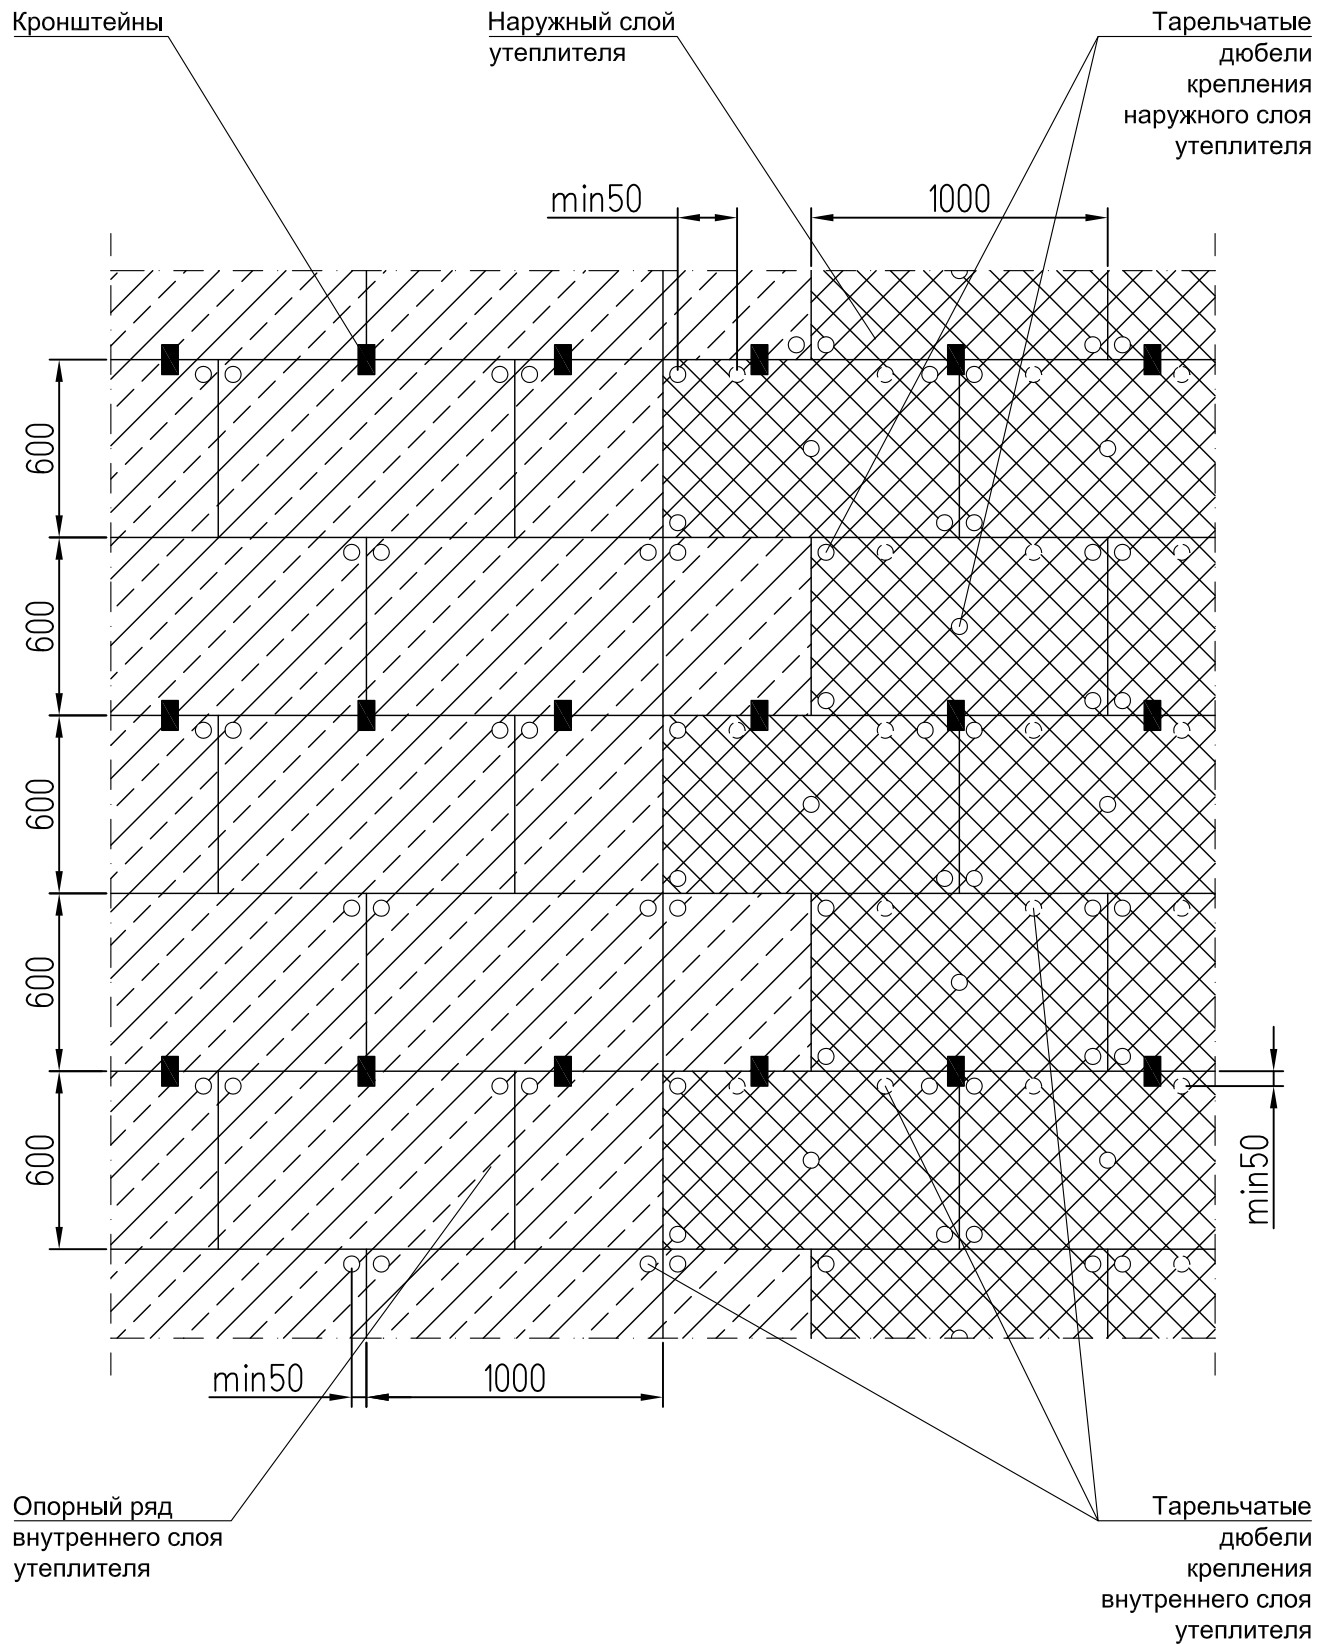 Кронштейны
Наружный слой
утеплителя
Тарельчатые
дюбели
крепления
наружного слоя
утеплителя
min50
1000
600
600
600
600
600
min50
min50
1000
Опорный ряд
внутреннего слоя
утеплителя
Тарельчатые
дюбели
крепления
внутреннего слоя
утеплителя